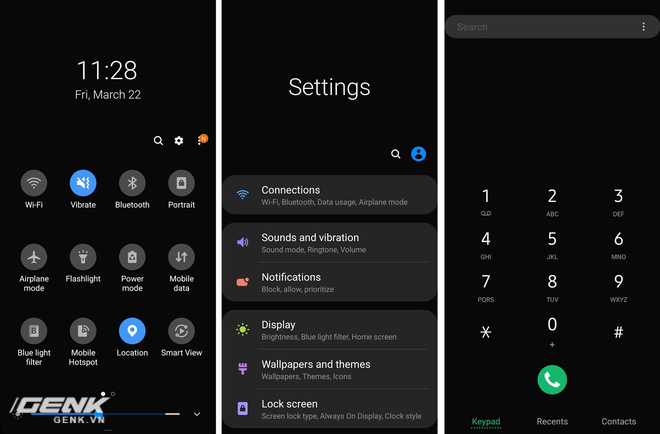 11:28
Fri, March 22
N
Wi-Fi
Vibrate
Bluetooth
Portrait
Airplane
mode
Flashlight
Power
mode
Mobile
data
Blue light
filter
Mobile
Hotspot
Location
Smart View
GENK
GENK.VN
Settings
Connections
Wi-Fi, Bluetooth, Data usage, Airplane mode
Sounds and vibration
Sound mode, Ringtone, Volume
Notifications
Block, allow, prioritize
Display
Brightness, Blue light filter, Home screen
Wallpapers and themes
Wallpapers, Themes, Icons
Lock screen
Screen lock type, Always On Display, Clock style
Search
1
2
ABC
3
DEF
4
GHI
5
JKL
6
MNO
7
PQRS
8
TUV
9
WXYZ
*
0
+
#
Keypad
Recents
Contacts